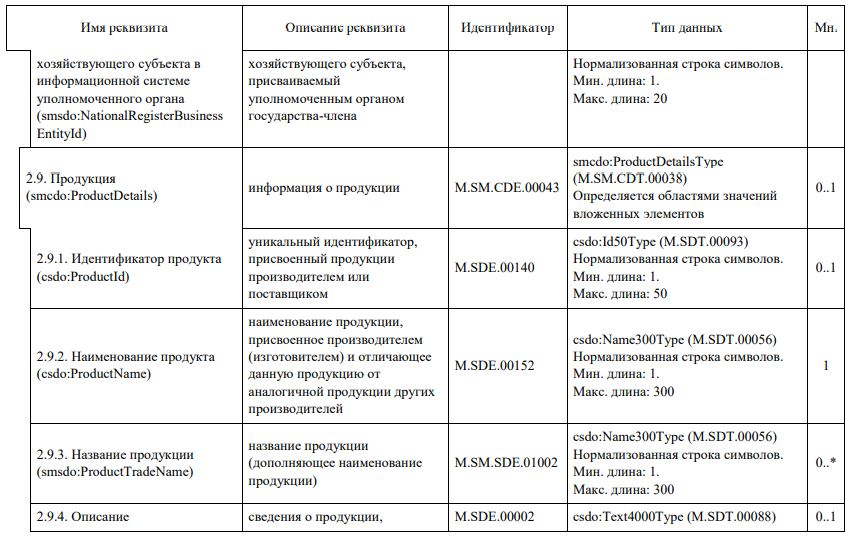 Имя реквизита
Описание реквизита
Идентификатор
Тип данных
Мн.
хозяйствующего субъекта в
информационной системе
уполномоченного органа
(smsdo:NationalRegisterBusiness
EntityId)
хозяйствующего субъекта,
присваиваемый
уполномоченным органом
государства-члена
Нормализованная строка символов.
Мин. длина: 1.
Макс. длина: 20
2.9. Продукция
(smcdo:ProductDetails)
информация о продукции
M.SM.CDE.00043
smcdo:ProductDetailsType
(M.SM.CDT.00038)
Определяется областями значений
вложенных элементов
0..1
2.9.1. Идентификатор продукта
(csdo:ProductId)
уникальный идентификатор,
присвоенный продукции
производителем или
поставщиком
M.SDE.00140
csdo:Id50Type (M.SDT.00093)
Нормализованная строка символов.
Мин. длина: 1.
Макс. длина: 50
0..1
2.9.2. Наименование продукта
(csdo:ProductName)
наименование продукции,
присвоенное производителем
(изготовителем) и отличающее
данную продукцию от
аналогичной продукции других
производителей
M.SDE.00152
csdo:Name300Type (M.SDT.00056)
Нормализованная строка символов.
Мин. длина: 1.
Макс. длина: 300
1
2.9.3. Название продукции
(smsdo:ProductTradeName)
название продукции
(дополняющее наименование
продукции)
M.SM.SDE.01002
csdo:Name300Type (M.SDT.00056)
Нормализованная строка символов.
Мин. длина: 1.
Макс. длина: 300
0..*
2.9.4. Описание
сведения о продукции,
M.SDE.00002
csdo:Text4000Type (M.SDT.00088)
0..1